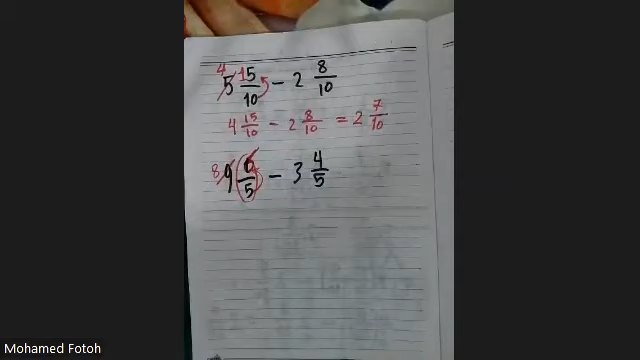 4 5 15/10 - 2 8/10
4 15/10 - 2 8/10 = 2 7/10
8 9 6/5 - 3 4/5
Mohamed Fotoh